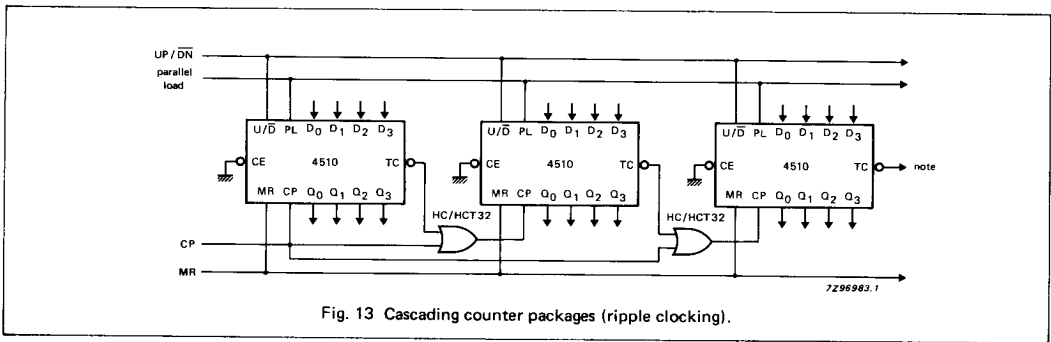 UP/DN
parallel
load
U/D PL D0 D1 D2 D3
CE 4510 TC
MR CP Q0 Q1 Q2 Q3
U/D PL D0 D1 D2 D3
CE 4510 TC
MR CP Q0 Q1 Q2 Q3
U/D PL D0 D1 D2 D3
CE 4510 TC
MR CP Q0 Q1 Q2 Q3
note
HC/HCT32
HC/HCT32
CP
MR
7Z96983.1
Fig. 13 Cascading counter packages (ripple clocking).